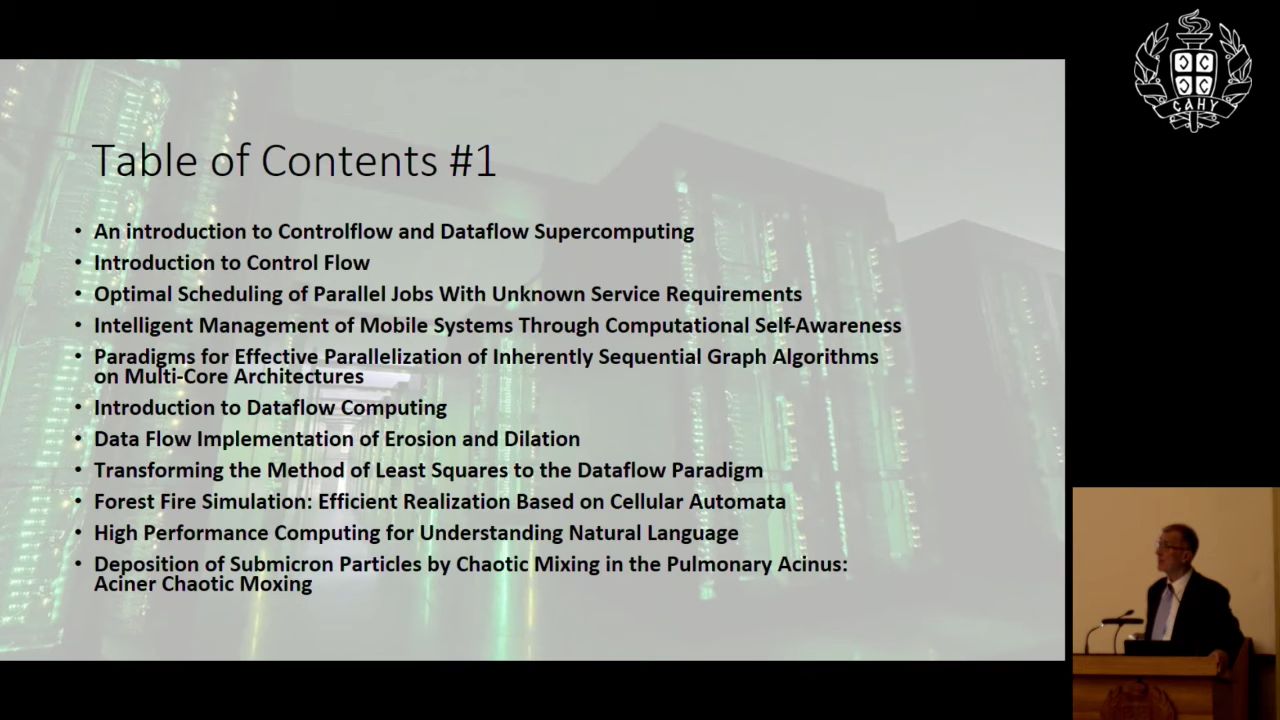 САНУ
Table of Contents #1
• An introduction to Controlflow and Dataflow Supercomputing
• Introduction to Control Flow
• Optimal Scheduling of Parallel Jobs With Unknown Service Requirements
• Intelligent Management of Mobile Systems Through Computational Self-Awareness
• Paradigms for Effective Parallelization of Inherently Sequential Graph Algorithms
on Multi-Core Architectures
• Introduction to Dataflow Computing
• Data Flow Implementation of Erosion and Dilation
• Transforming the Method of Least Squares to the Dataflow Paradigm
• Forest Fire Simulation: Efficient Realization Based on Cellular Automata
• High Performance Computing for Understanding Natural Language
• Deposition of Submicron Particles by Chaotic Mixing in the Pulmonary Acinus:
Aciner Chaotic Moxing